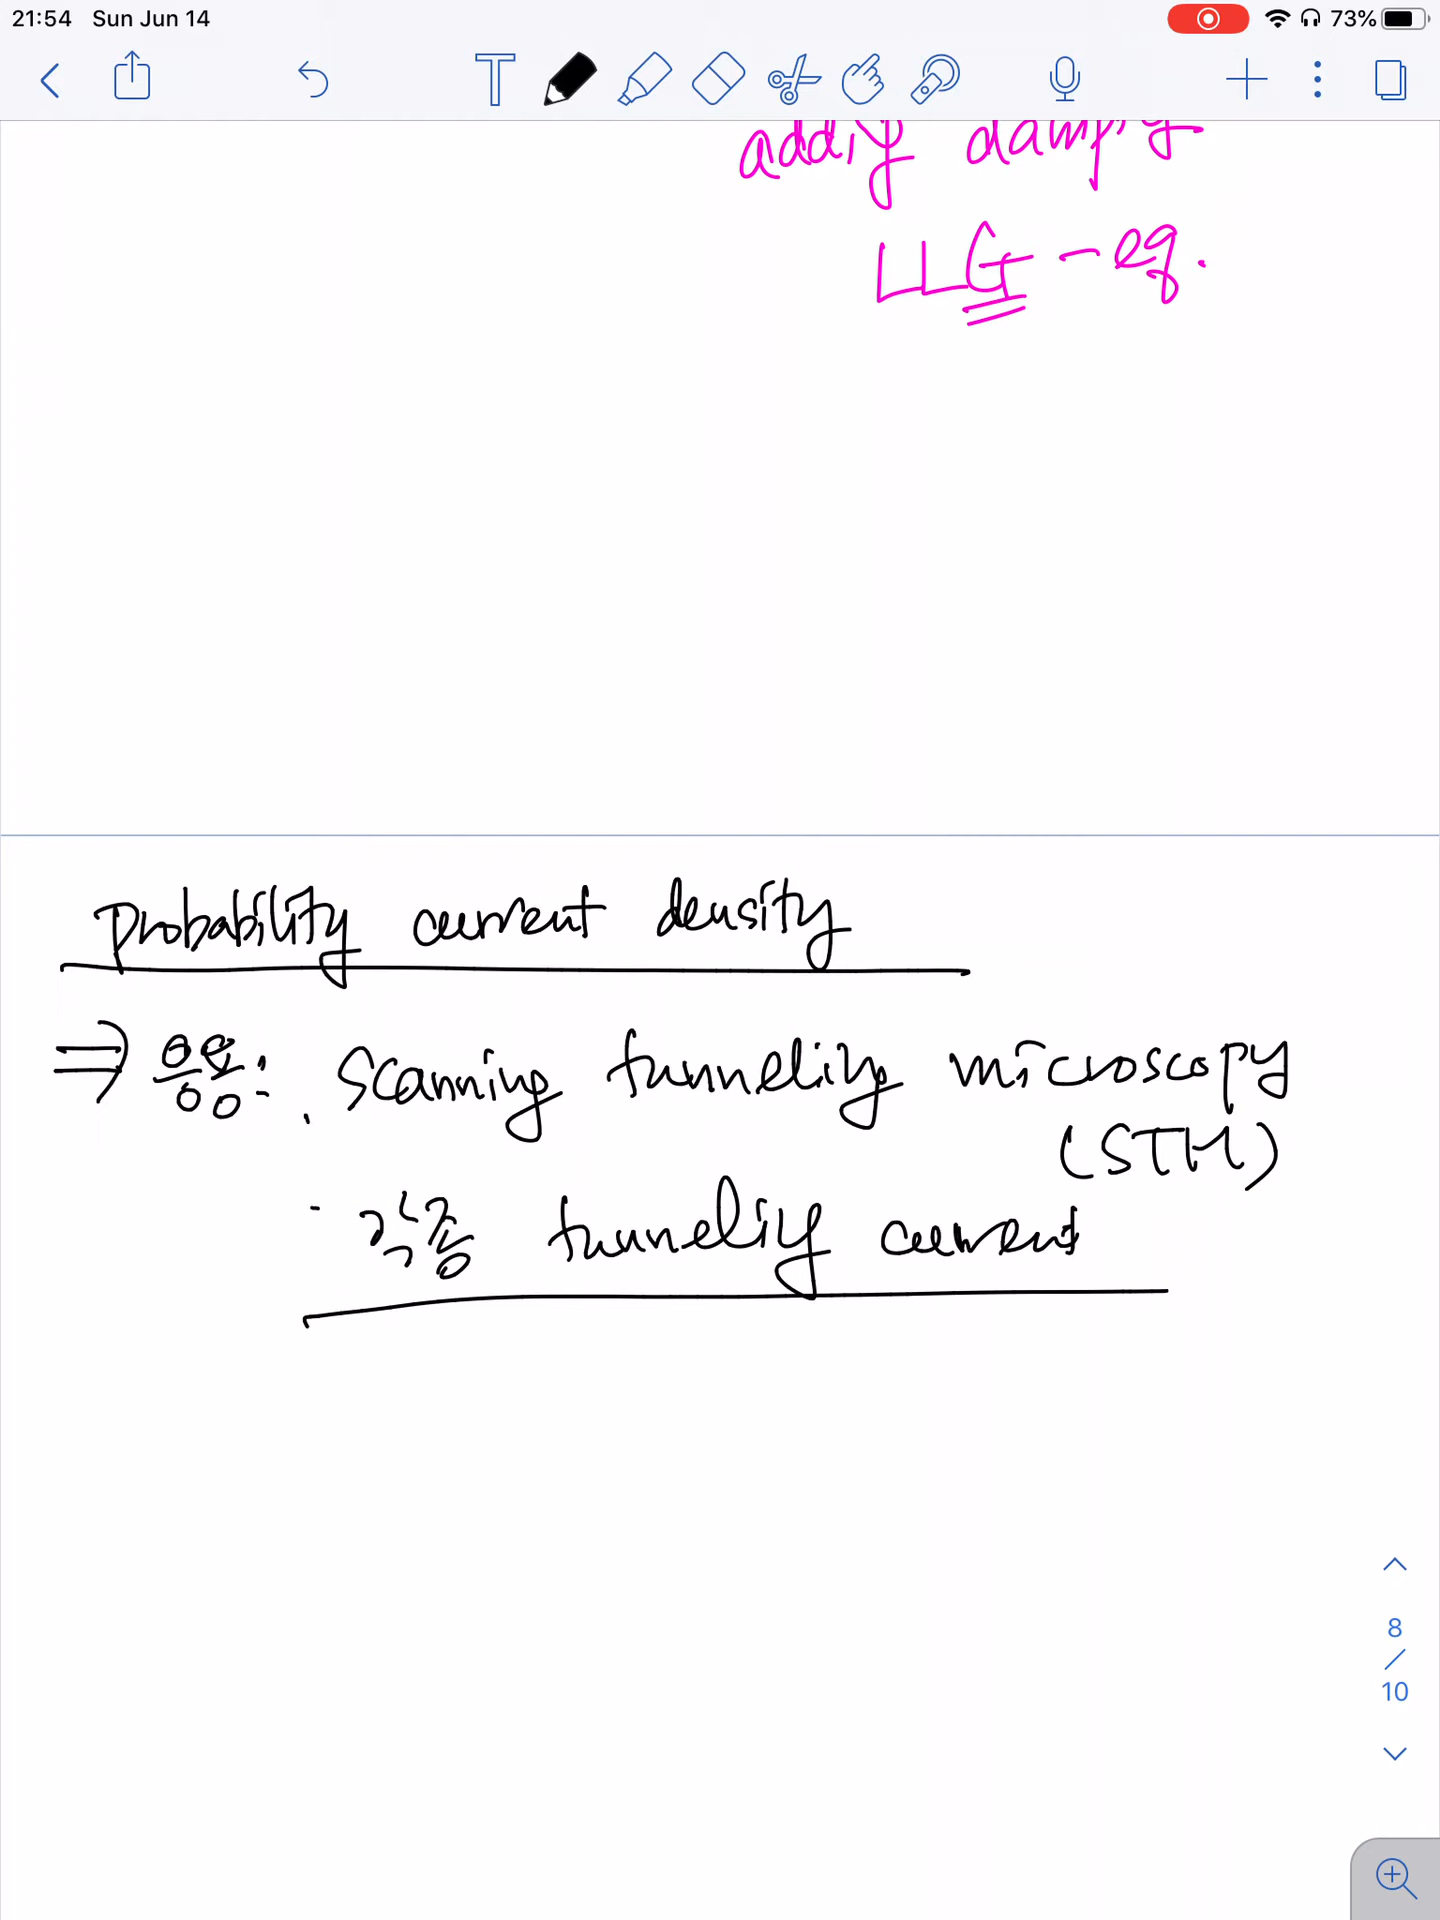 21:54 Sun Jun 14 73%
T
adding damping
LLG-eq.
Probability current density
⇒ 응용: . Scanning tunneling microscopy
(STM)
· 각종 tunneling current
8
/
10